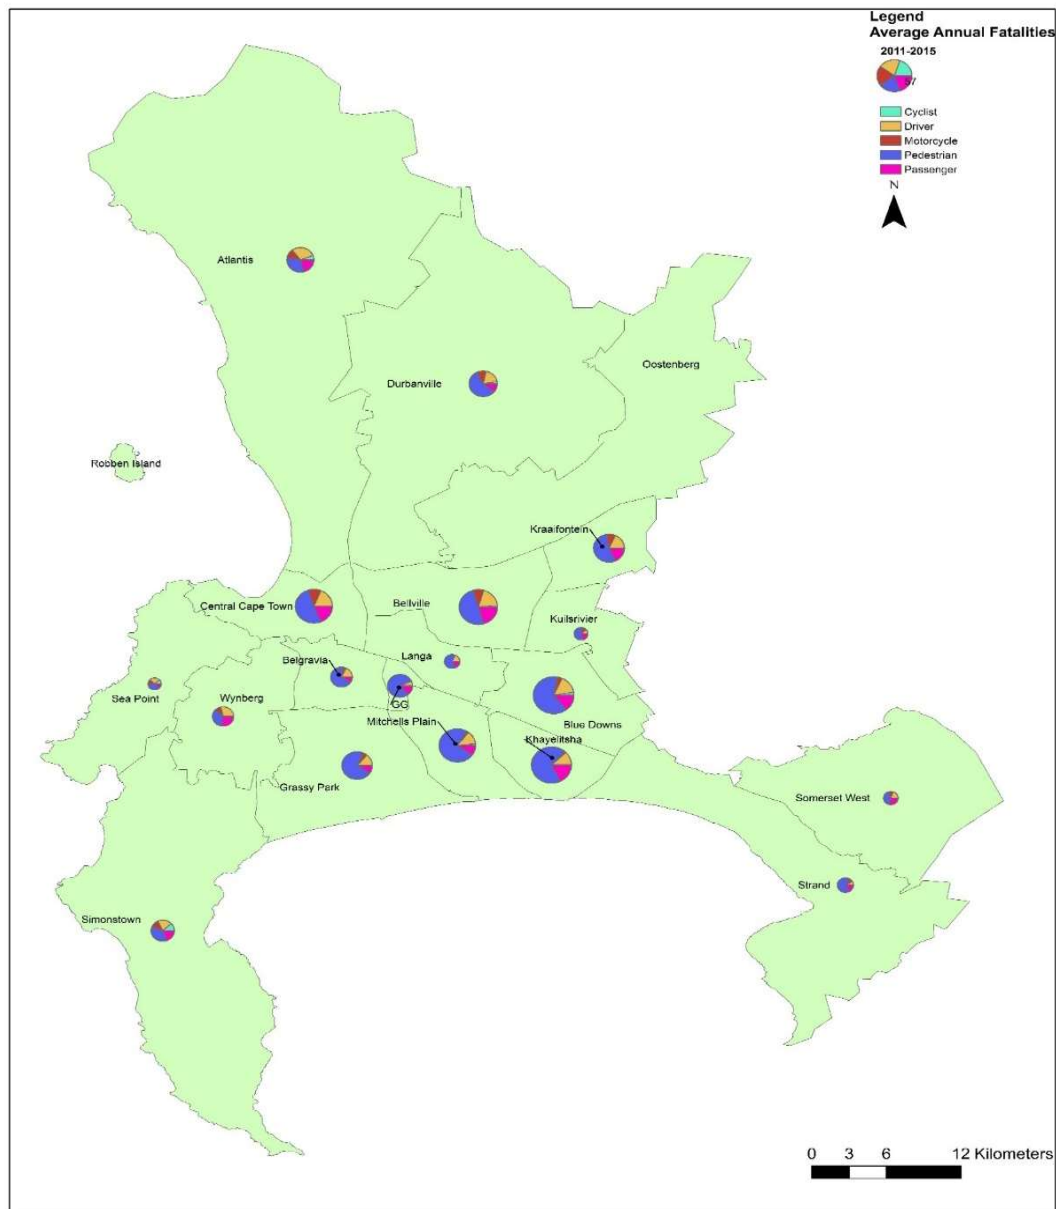 Legend
Average Annual Fatalities
2011-2015
57
Cyclist
Driver
Motorcycle
Pedestrian
Passenger
N
Atlantis
Oostenberg
Durbanville
Robben Island
Kraaifontein
Central Cape Town
Bellville
Kuilsrivier
Langa
Belgravia
Sea Point
Wynberg
GG
Mitchells Plain
Blue Downs
Khayelitsha
Grassy Park
Somerset West
Strand
Simonstown
0 3 6 12 Kilometers